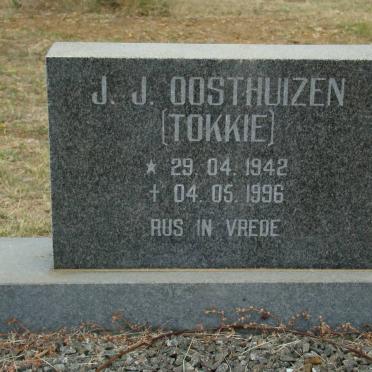 J. J. OOSTHUIZEN
(TOKKIE)
* 29. 04. 1942
✝ 04. 05. 1996
RUS IN VREDE